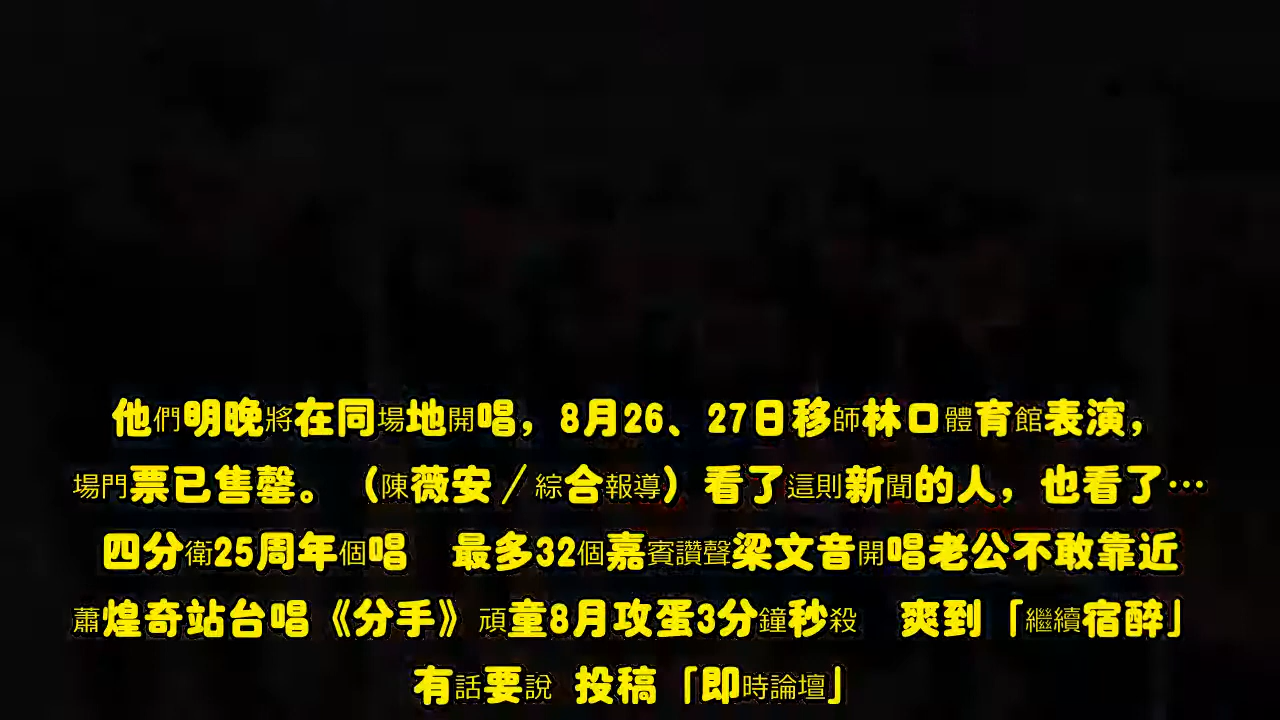 他們明晚將在同場地開唱，8月26、27日移師林口體育館表演，
場門票已售罄。（陳薇安／綜合報導）看了這則新聞的人，也看了…
四分衛25周年個唱　最多32個嘉賓讚聲梁文音開唱老公不敢靠近
蕭煌奇站台唱《分手》頑童8月攻蛋3分鐘秒殺　爽到「繼續宿醉」
有話要說 投稿「即時論壇」